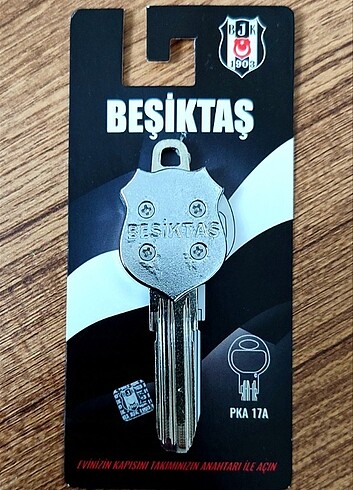 BJK
1903
BEŞİKTAŞ
BEŞİKTAŞ
PKA 17A
EVİNİZİN KAPISINI TAKIMINIZIN ANAHTARI İLE AÇIN